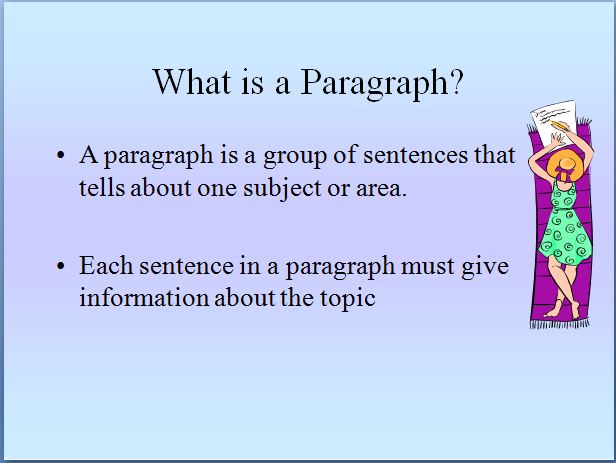 What is a Paragraph?
• A paragraph is a group of sentences that
tells about one subject or area.
• Each sentence in a paragraph must give
information about the topic